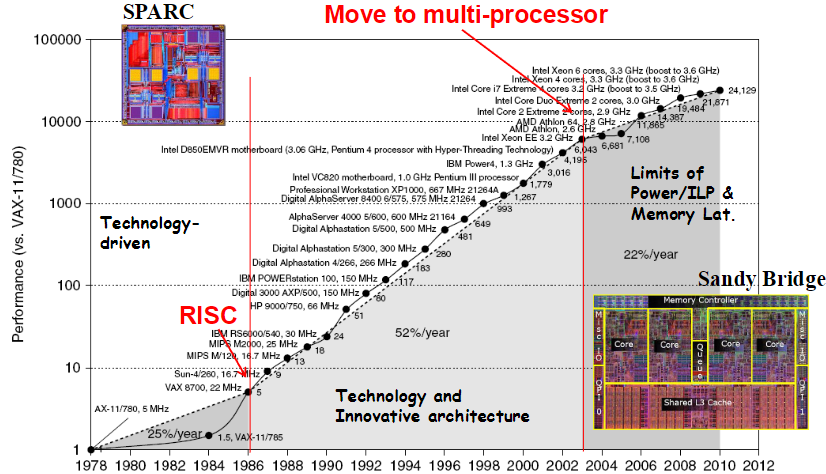 SPARC
Move to multi-processor
100000
10000
1000
100
10
1
Performance (vs. VAX-11/780)
Intel Xeon 6 cores, 3.3 GHz (boost to 3.6 GHz)
Intel Xeon 4 cores, 3.3 GHz (boost to 3.6 GHz)
Intel Core i7 Extreme 4 cores 3.2 GHz (boost to 3.5 GHz)
24,129
Intel Core Duo Extreme 2 cores, 3.0 GHz
21,871
Intel Core 2 Extreme 2 cores, 2.9 GHz
19,484
AMD Athlon 64, 2.8 GHz
14,387
AMD Athlon, 2.6 GHz
11,865
Intel Xeon EE 3.2 GHz
7,108
Intel D850EMVR motherboard (3.06 GHz, Pentium 4 processor with Hyper-Threading Technology)
6,043
6,681
IBM Power4, 1.3 GHz
4,195
Intel VC820 motherboard, 1.0 GHz Pentium III processor
3,016
Professional Workstation XP1000, 667 MHz 21264A
1,779
Digital AlphaServer 8400 6/575, 575 MHz 21264
1,267
993
AlphaServer 4000 5/600, 600 MHz 21164
649
Digital Alphastation 5/500, 500 MHz
481
Digital Alphastation 5/300, 300 MHz
280
Digital Alphastation 4/266, 266 MHz
183
IBM POWERstation 100, 150 MHz
117
Digital 3000 AXP/500, 150 MHz
80
HP 9000/750, 66 MHz
51
IBM RS6000/540, 30 MHz
24
MIPS M2000, 25 MHz
18
MIPS M/120, 16.7 MHz
13
Sun-4/260, 16.7 MHz
9
VAX 8700, 22 MHz
5
AX-11/780, 5 MHz
1.5, VAX-11/785
25%/year
52%/year
22%/year
Technology-
driven
RISC
Technology and
Innovative architecture
Limits of
Power/ILP &
Memory Lat.
Sandy Bridge
Memory Controller
Misc IO
Core
Core
Queue
Core
Core
Misc IO
QPI 0
Shared L3 Cache
QPI 1
1978 1980 1982 1984 1986 1988 1990 1992 1994 1996 1998 2000 2002 2004 2006 2008 2010 2012